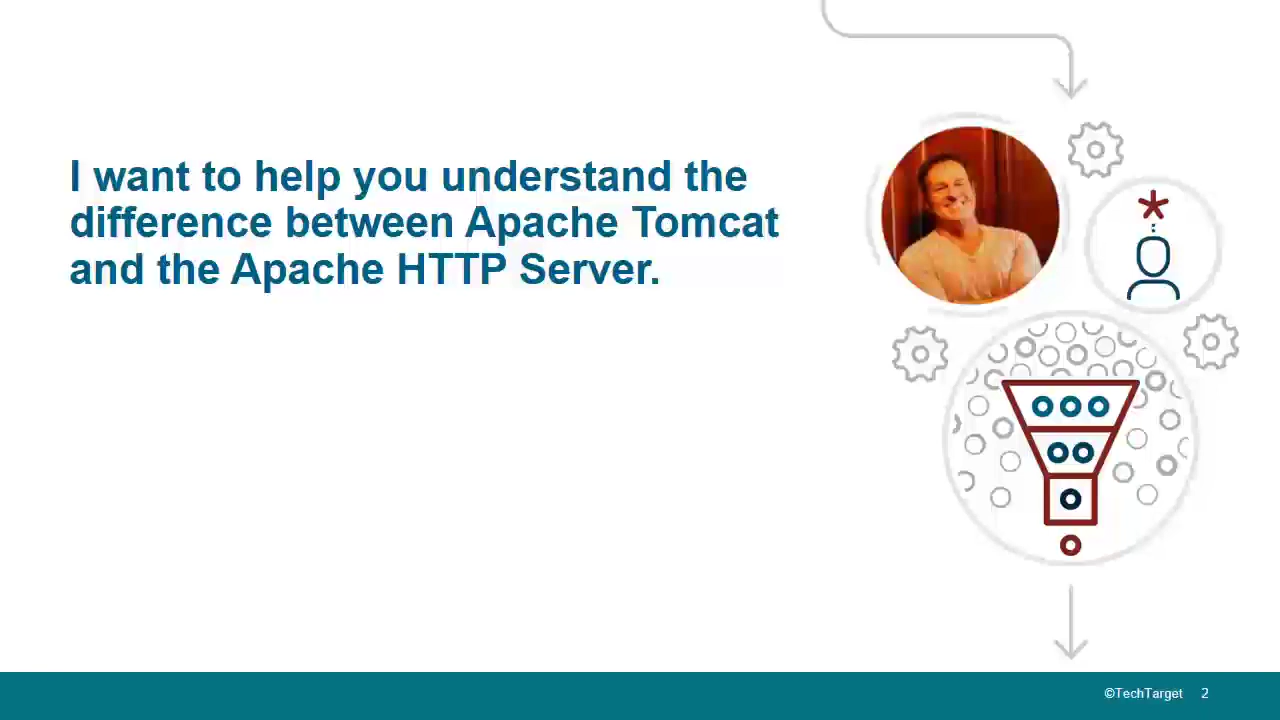 I want to help you understand the
difference between Apache Tomcat
and the Apache HTTP Server.
©TechTarget 2